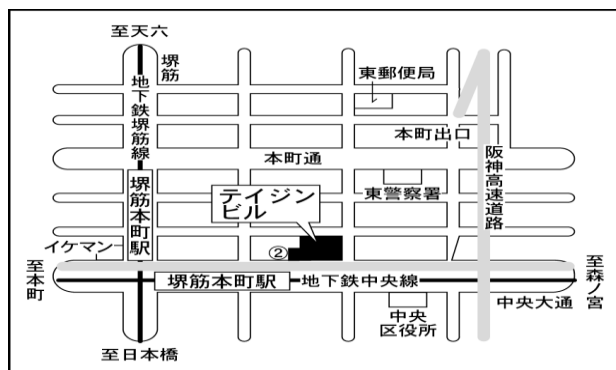 至天六
堺筋
地下鉄堺筋線
東郵便局
本町出口
本町通
阪神高速道路
堺筋本町駅
テイジン
ビル
東警察署
②
イケマン
至本町
堺筋本町駅
地下鉄中央線
至森ノ宮
中央大通
中央
区役所
至日本橋